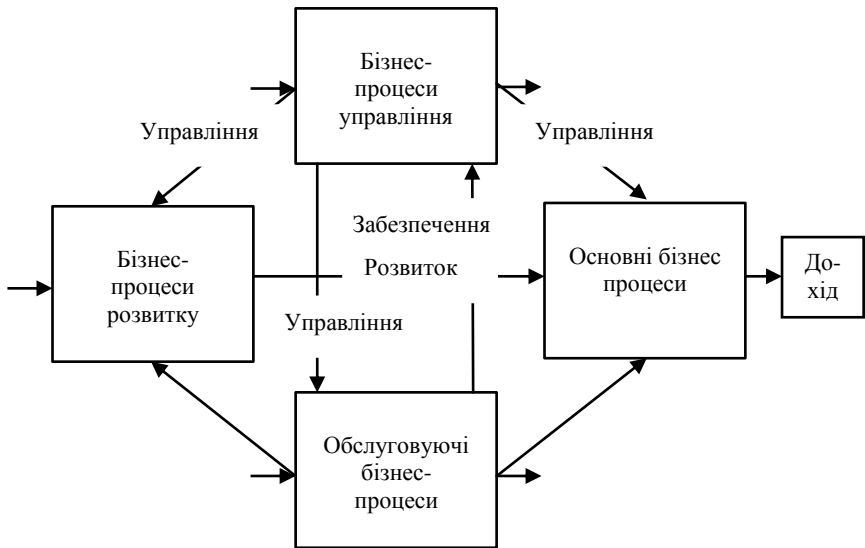 Бізнес-
процеси
управління
Управління
Управління
Забезпечення
Бізнес-
процеси
розвитку
Розвиток
Основні бізнес
процеси
До-
хід
Управління
Обслуговуючі
бізнес-
процеси